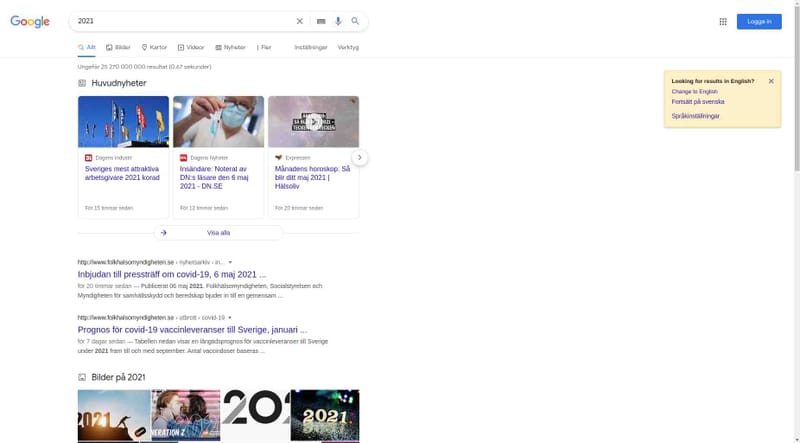 Google
2021
Logga in
Allt
Bilder
Kartor
Videor
Nyheter
Fler
Inställningar
Verktyg
Ungefär 25 270 000 000 resultat (0,67 sekunder)
Looking for results in English?
Change to English
Fortsätt på svenska
Språkinställningar
Huvudnyheter
Dagens industri
Sveriges mest attraktiva
arbetsgivare 2021 korad
För 15 timmar sedan
Dagens Nyheter
Insändare: Noterat av
DN:s läsare den 6 maj
2021 - DN.SE
För 12 timmar sedan
Expressen
Månadens horoskop: Så
blir ditt maj 2021 |
Hälsoliv
För 20 timmar sedan
Visa alla
http://www.folkhalsomyndigheten.se › nyhetsarkiv › in...
Inbjudan till pressträff om covid-19, 6 maj 2021 ...
för 20 timmar sedan — Publicerat 06 maj 2021. Folkhälsomyndigheten, Socialstyrelsen och
Myndigheten för samhällsskydd och beredskap bjuder in till en gemensam ...
http://www.folkhalsomyndigheten.se › utbrott › covid-19
Prognos för covid-19 vaccinleveranser till Sverige, januari ...
för 7 dagar sedan — Tabellen nedan visar en långtidsprognos för vaccinleveranser till Sverige
under 2021 fram till och med september. Antal vaccindoser baseras ...
Bilder på 2021
2021
ENERATION Z
202
2021